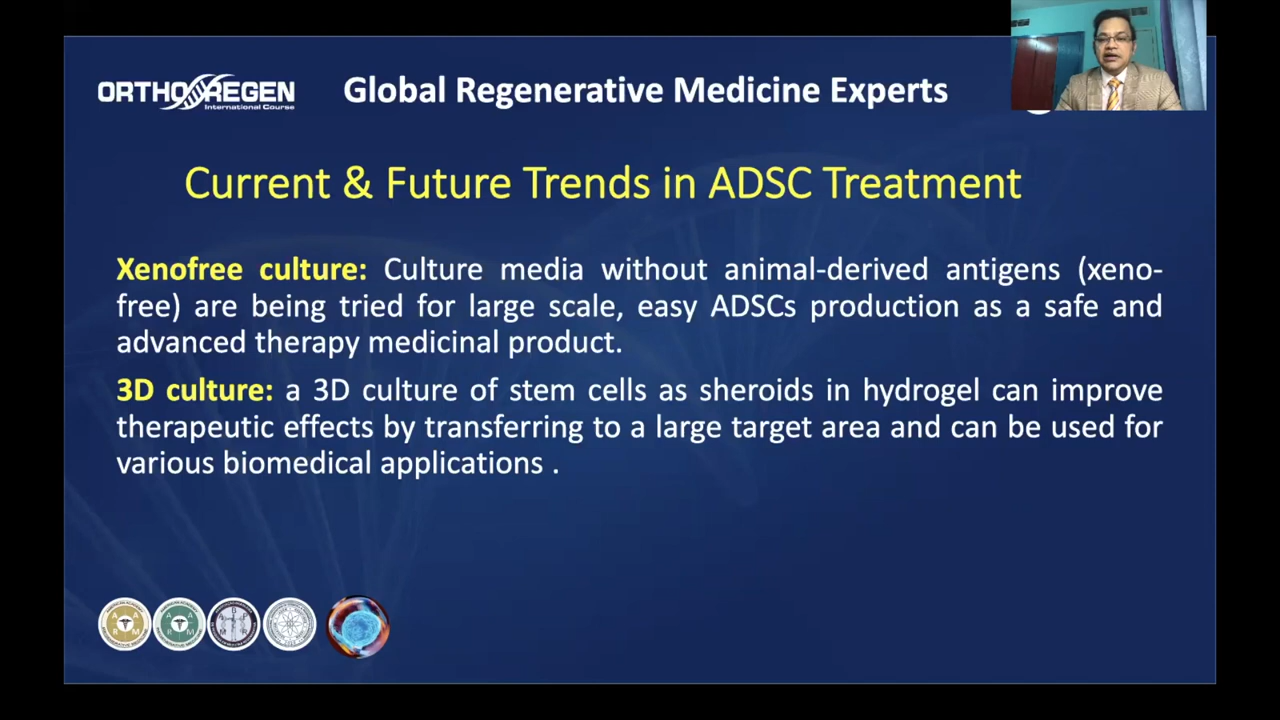 ORTHOREGEN
International Course
Global Regenerative Medicine Experts
Current & Future Trends in ADSC Treatment
Xenofree culture: Culture media without animal-derived antigens (xeno-
free) are being tried for large scale, easy ADSCs production as a safe and
advanced therapy medicinal product.
3D culture: a 3D culture of stem cells as sheroids in hydrogel can improve
therapeutic effects by transferring to a large target area and can be used for
various biomedical applications .